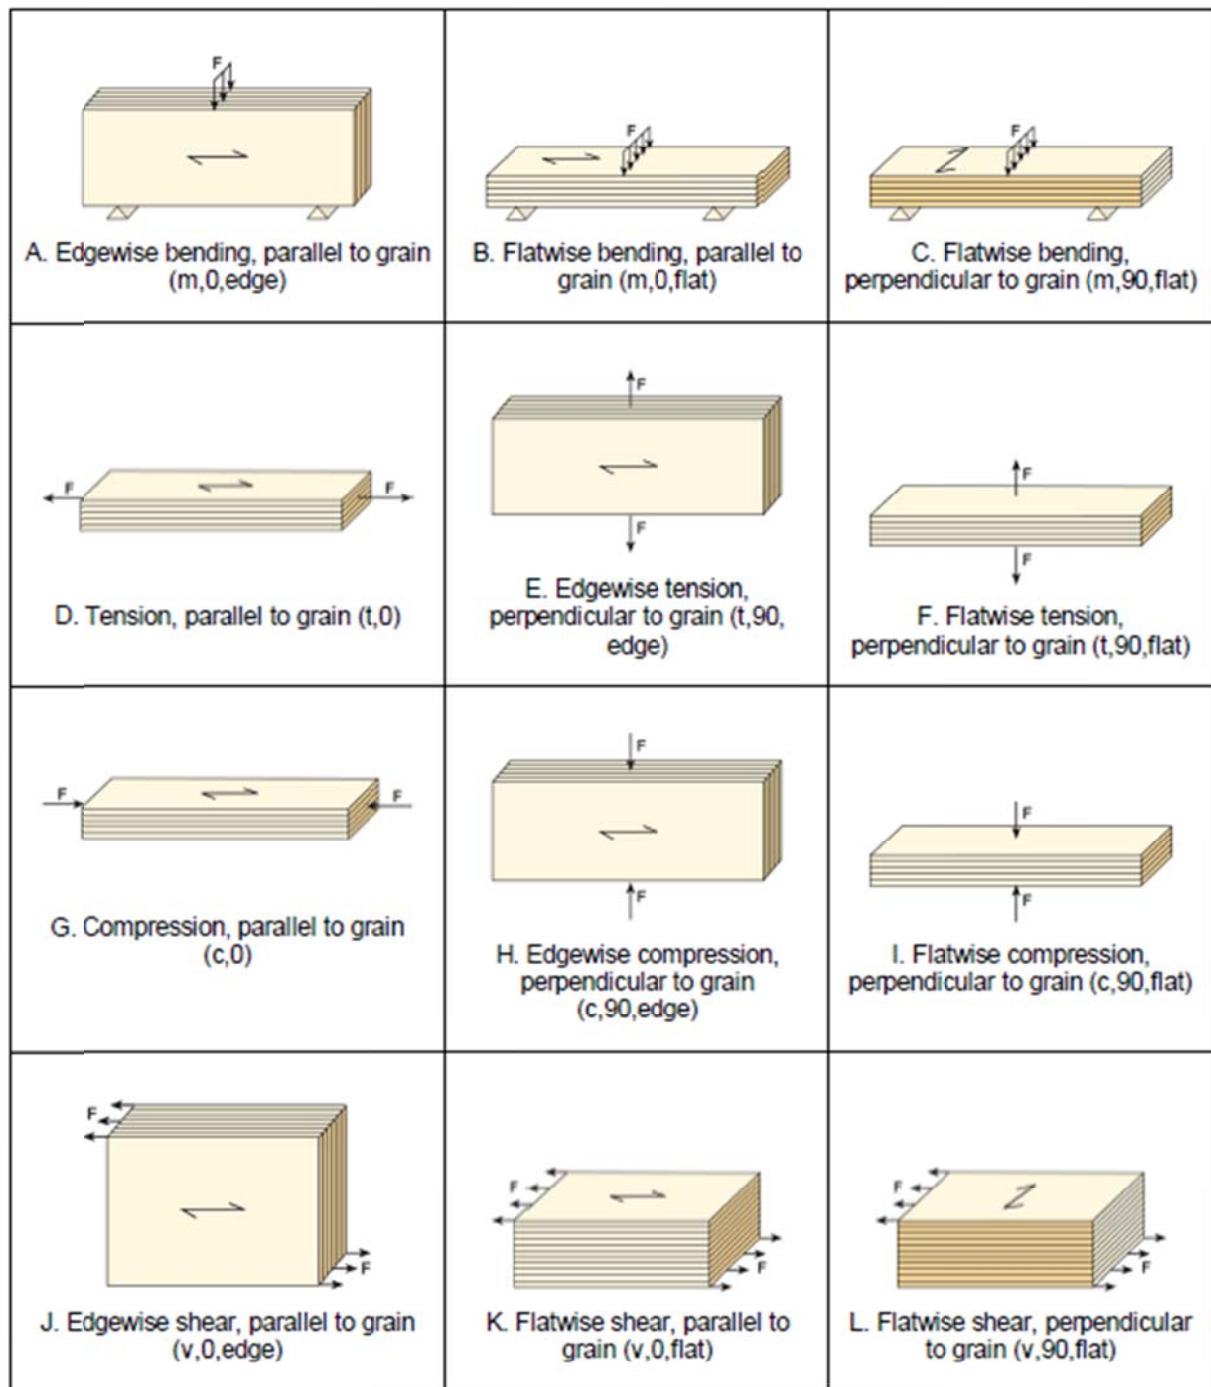 F
A. Edgewise bending, parallel to grain
(m,0,edge)
F
B. Flatwise bending, parallel to
grain (m,0,flat)
F
C. Flatwise bending,
perpendicular to grain (m,90,flat)
F
F
D. Tension, parallel to grain (t,0)
F
F
E. Edgewise tension,
perpendicular to grain (t,90,
edge)
F
F
F. Flatwise tension,
perpendicular to grain (t,90,flat)
F
F
G. Compression, parallel to grain
(c,0)
F
F
H. Edgewise compression,
perpendicular to grain
(c,90,edge)
F
F
I. Flatwise compression,
perpendicular to grain (c,90,flat)
F
F
J. Edgewise shear, parallel to grain
(v,0,edge)
F
F
K. Flatwise shear, parallel to
grain (v,0,flat)
F
F
L. Flatwise shear, perpendicular
to grain (v,90,flat)